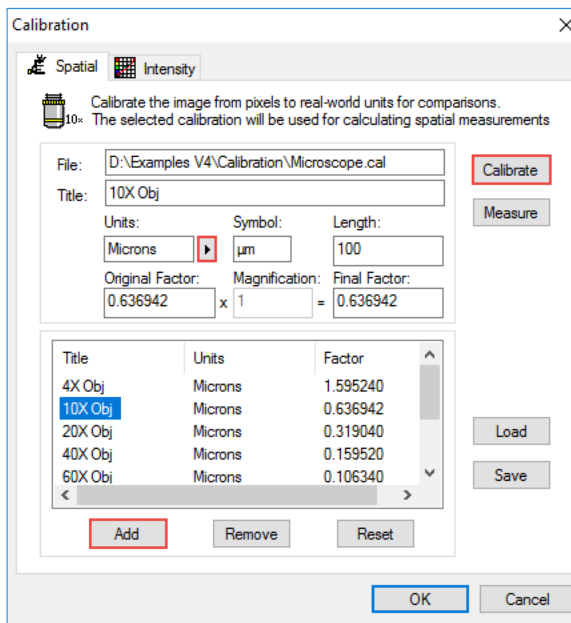 Calibration
Spatial
Intensity
10x
Calibrate the image from pixels to real-world units for comparisons.
The selected calibration will be used for calculating spatial measurements
File: D:\Examples V4\Calibration\Microscope.cal
Title: 10X Obj
Units: Symbol: Length:
Microns µm 100
Original Factor: Magnification: Final Factor:
0.636942 x 1 = 0.636942
Calibrate
Measure
Title Units Factor
4X Obj Microns 1.595240
10X Obj Microns 0.636942
20X Obj Microns 0.319040
40X Obj Microns 0.159520
60X Obj Microns 0.106340
Load
Save
Add Remove Reset
OK Cancel